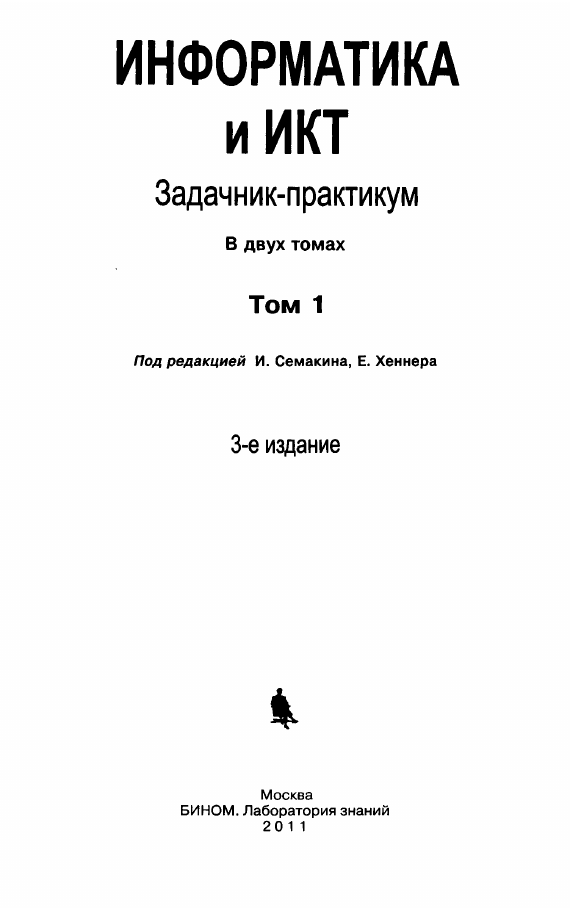 ИНФОРМАТИКА
и ИКТ
Задачник-практикум
В двух томах
Том 1
Под редакцией И. Семакина, Е. Хеннера
3-е издание
Москва
БИНОМ. Лаборатория знаний
2011